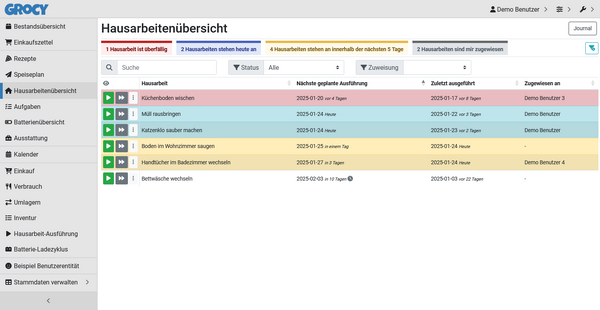 GROCY
Demo Benutzer
Bestandsübersicht
Einkaufszettel
Rezepte
Speiseplan
Hausarbeitenübersicht
Aufgaben
Batterienübersicht
Ausstattung
Kalender
Einkauf
Verbrauch
Umlagern
Inventur
Hausarbeit-Ausführung
Batterie-Ladezyklus
Beispiel Benutzerentität
Stammdaten verwalten
Hausarbeitenübersicht
Journal
1 Hausarbeit ist überfällig
2 Hausarbeiten stehen heute an
4 Hausarbeiten stehen an innerhalb der nächsten 5 Tage
2 Hausarbeiten sind mir zugewiesen
Suche
Status
Alle
Zuweisung
Hausarbeit Nächste geplante Ausführung Zuletzt ausgeführt Zugewiesen an
Küchenboden wischen 2025-01-20 vor 4 Tagen 2025-01-17 vor 8 Tagen Demo Benutzer 3
Müll rausbringen 2025-01-24 Heute 2025-01-22 vor 3 Tagen Demo Benutzer
Katzenklo sauber machen 2025-01-24 Heute 2025-01-23 vor 2 Tagen Demo Benutzer
Boden im Wohnzimmer saugen 2025-01-25 in einem Tag 2025-01-24 Heute -
Handtücher im Badezimmer wechseln 2025-01-27 in 3 Tagen 2025-01-24 Heute Demo Benutzer 4
Bettwäsche wechseln 2025-02-03 in 10 Tagen 2025-01-03 vor 22 Tagen -